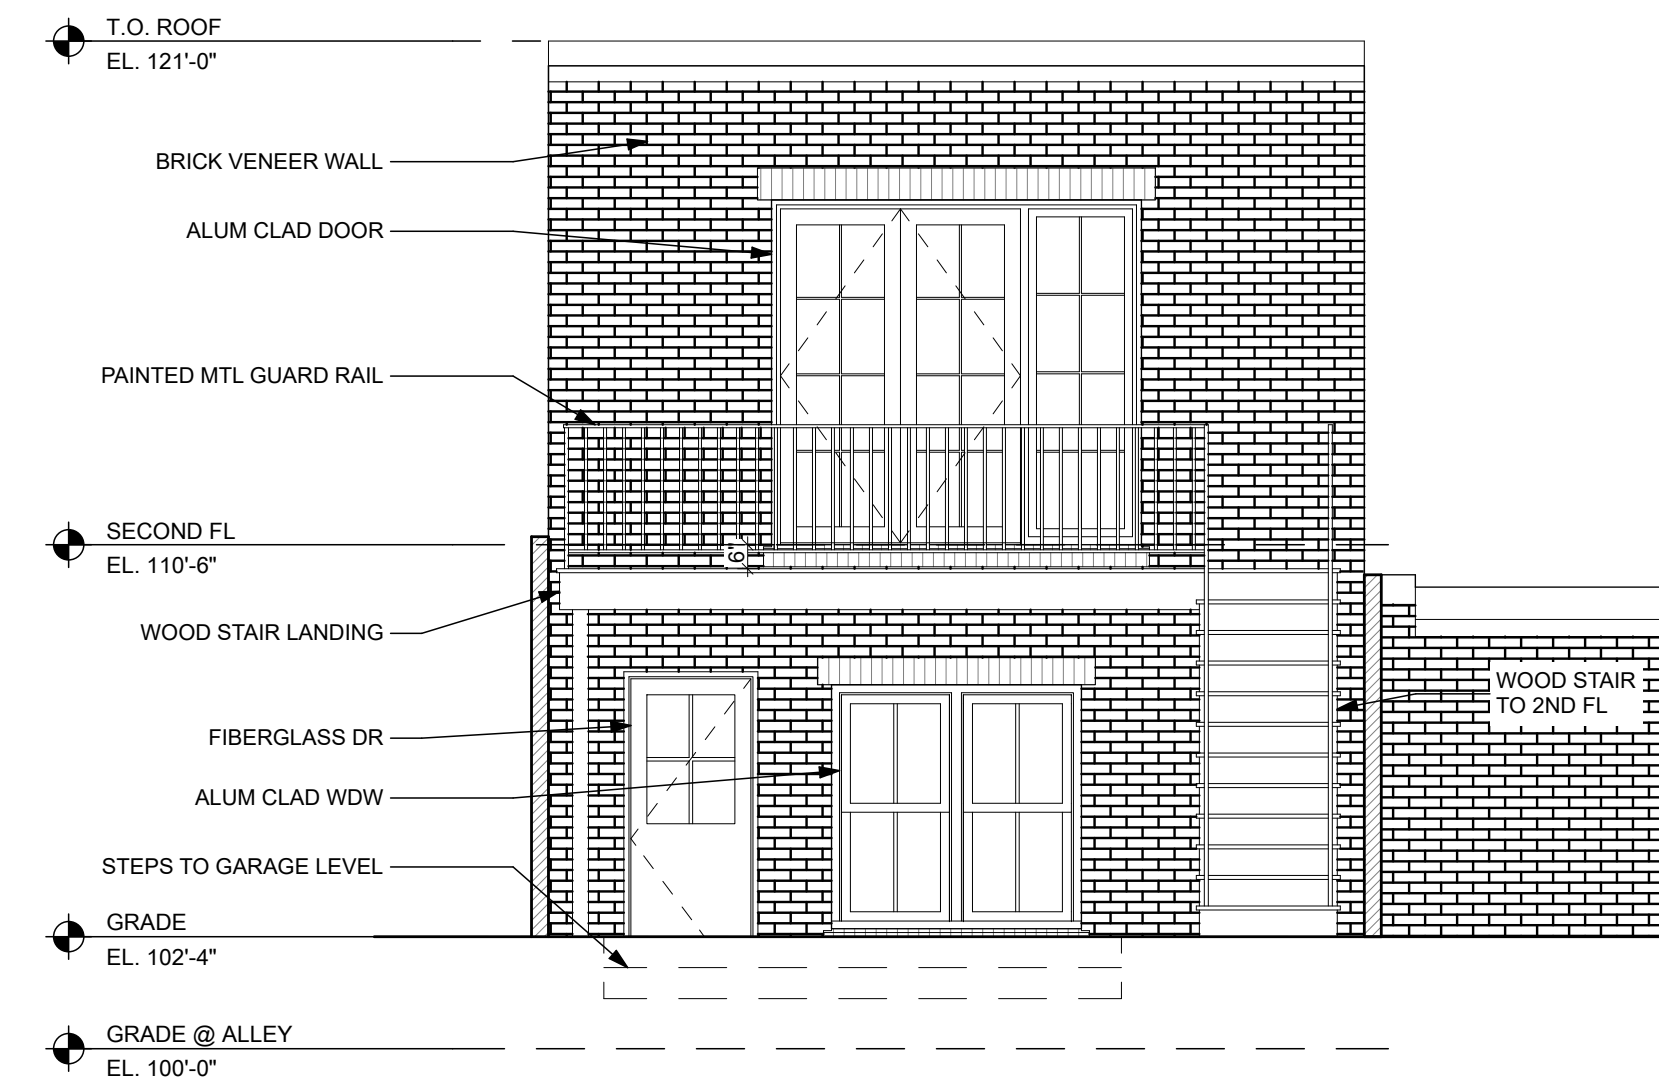 T.O. ROOF
EL. 121'-0"
BRICK VENEER WALL
ALUM CLAD DOOR
PAINTED MTL GUARD RAIL
SECOND FL
EL. 110'-6"
6"
WOOD STAIR LANDING
WOOD STAIR
TO 2ND FL
FIBERGLASS DR
ALUM CLAD WDW
STEPS TO GARAGE LEVEL
GRADE
EL. 102'-4"
GRADE @ ALLEY
EL. 100'-0"